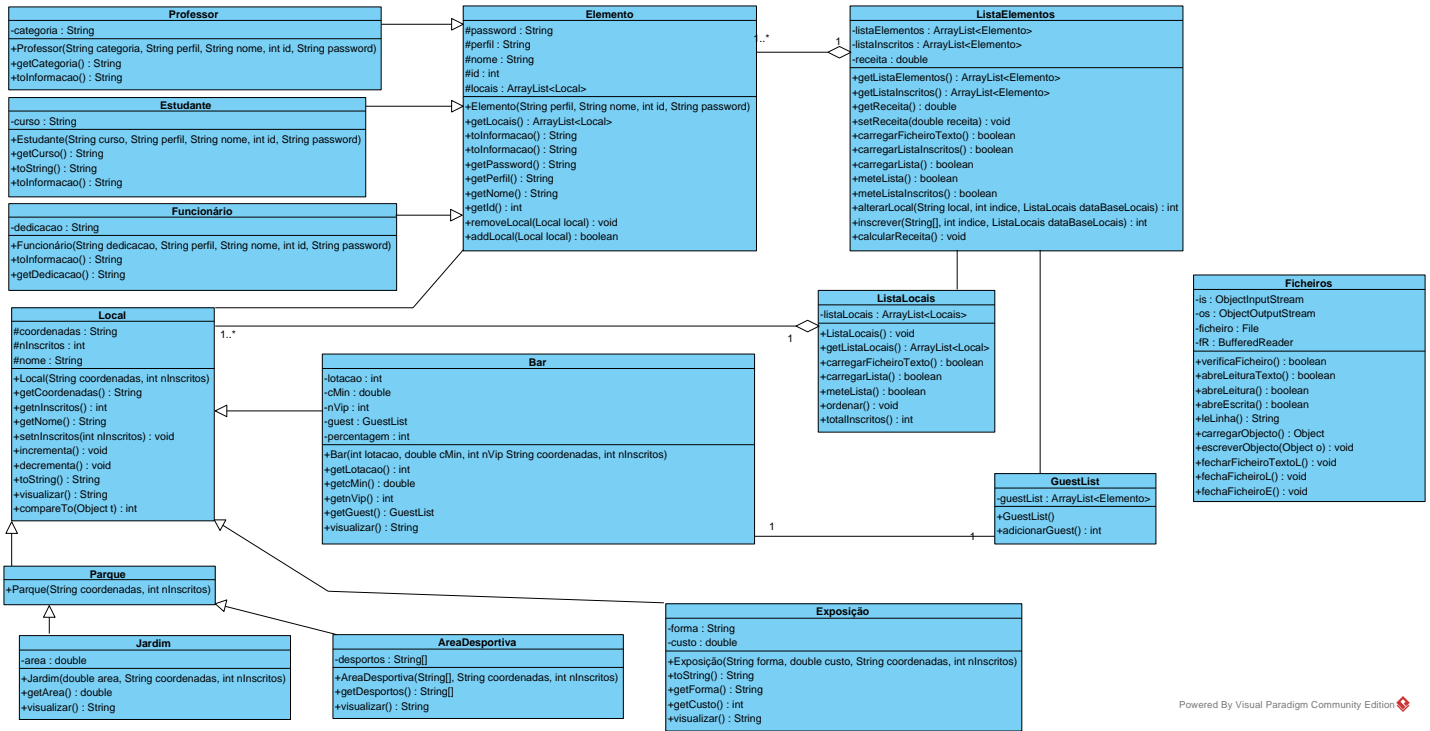 Professor
-categoria : String
+Professor(String categoria, String perfil, String nome, int id, String password)
+getCategoria() : String
+toInformacao() : String
Estudante
-curso : String
+Estudante(String curso, String perfil, String nome, int id, String password)
+getCurso() : String
+toString() : String
+toInformacao() : String
Funcionário
-dedicacao : String
+Funcionário(String dedicacao, String perfil, String nome, int id, String password)
+toInformacao() : String
+getDedicacao() : String
Elemento
#password : String
#perfil : String
#nome : String
#id : int
#locais : ArrayList<Local>
+Elemento(String perfil, String nome, int id, String password)
+getLocais() : ArrayList<Local>
+toInformacao() : String
+toInformacao() : String
+getPassword() : String
+getPerfil() : String
+getNome() : String
+getId() : int
+removeLocal(Local local) : void
+addLocal(Local local) : boolean
1..*
1
ListaElementos
-listaElementos : ArrayList<Elemento>
-listaInscritos : ArrayList<Elemento>
-receita : double
+getListaElementos() : ArrayList<Elemento>
+getListaInscritos() : ArrayList<Elemento>
+getReceita() : double
+setReceita(double receita) : void
+carregarFicheiroTexto() : boolean
+carregarListaInscritos() : boolean
+carregarLista() : boolean
+meteLista() : boolean
+meteListaInscritos() : boolean
+alterarLocal(String local, int indice, ListaLocais dataBaseLocais) : int
+inscrever(String[], int indice, ListaLocais dataBaseLocais) : int
+calcularReceita() : void
Local
#coordenadas : String
#nInscritos : int
#nome : String
+Local(String coordenadas, int nInscritos)
+getCoordenadas() : String
+getnInscritos() : int
+getNome() : String
+setnInscritos(int nInscritos) : void
+incrementa() : void
+decrementa() : void
+toString() : String
+visualizar() : String
+compareTo(Object t) : int
1..*
1
ListaLocais
-listaLocais : ArrayList<Locais>
+ListaLocais() : void
+getListaLocais() : ArrayList<Local>
+carregarFicheiroTexto() : boolean
+carregarLista() : boolean
+meteLista() : boolean
+ordenar() : void
+totalInscritos() : int
Ficheiros
-is : ObjectInputStream
-os : ObjectOutputStream
-ficheiro : File
-fR : BufferedReader
+verificaFicheiro() : boolean
+abreLeituraTexto() : boolean
+abreLeitura() : boolean
+abreEscrita() : boolean
+leLinha() : String
+carregarObjecto() : Object
+escreverObjecto(Object o) : void
+fecharFicheiroTextoL() : void
+fechaFicheiroL() : void
+fechaFicheiroE() : void
Bar
-lotacao : int
-cMin : double
-nVip : int
-guest : GuestList
-percentagem : int
+Bar(int lotacao, double cMin, int nVip String coordenadas, int nInscritos)
+getLotacao() : int
+getcMin() : double
+getnVip() : int
+getGuest() : GuestList
+visualizar() : String
1
1
GuestList
-guestList : ArrayList<Elemento>
+GuestList()
+adicionarGuest() : int
Parque
+Parque(String coordenadas, int nInscritos)
Jardim
-area : double
+Jardim(double area, String coordenadas, int nInscritos)
+getArea() : double
+visualizar() : String
AreaDesportiva
-desportos : String[]
+AreaDesportiva(String[], String coordenadas, int nInscritos)
+getDesportos() : String[]
+visualizar() : String
Exposição
-forma : String
-custo : double
+Exposição(String forma, double custo, String coordenadas, int nInscritos)
+toString() : String
+getForma() : String
+getCusto() : int
+visualizar() : String
Powered By Visual Paradigm Community Edition